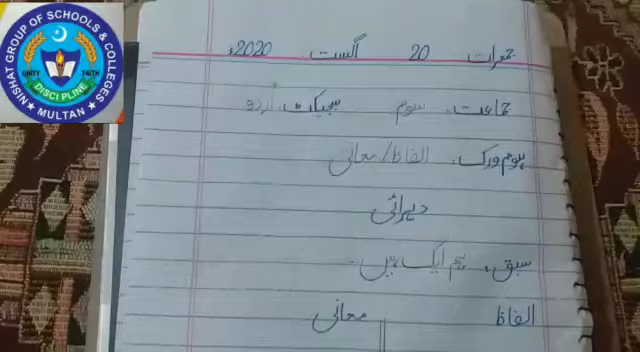 NISHAT GROUP OF SCHOOLS & COLLEGES
UNITY FAITH
DISCIPLINE
MULTAN
جمعرات 20 اگست 2020ء
جماعت۔ سوم سبجیکٹ۔ اُردو
ہوم ورک۔ الفاظ/معانی
دہرائی
سبق۔ ہم ایک ہیں
الفاظ معانی